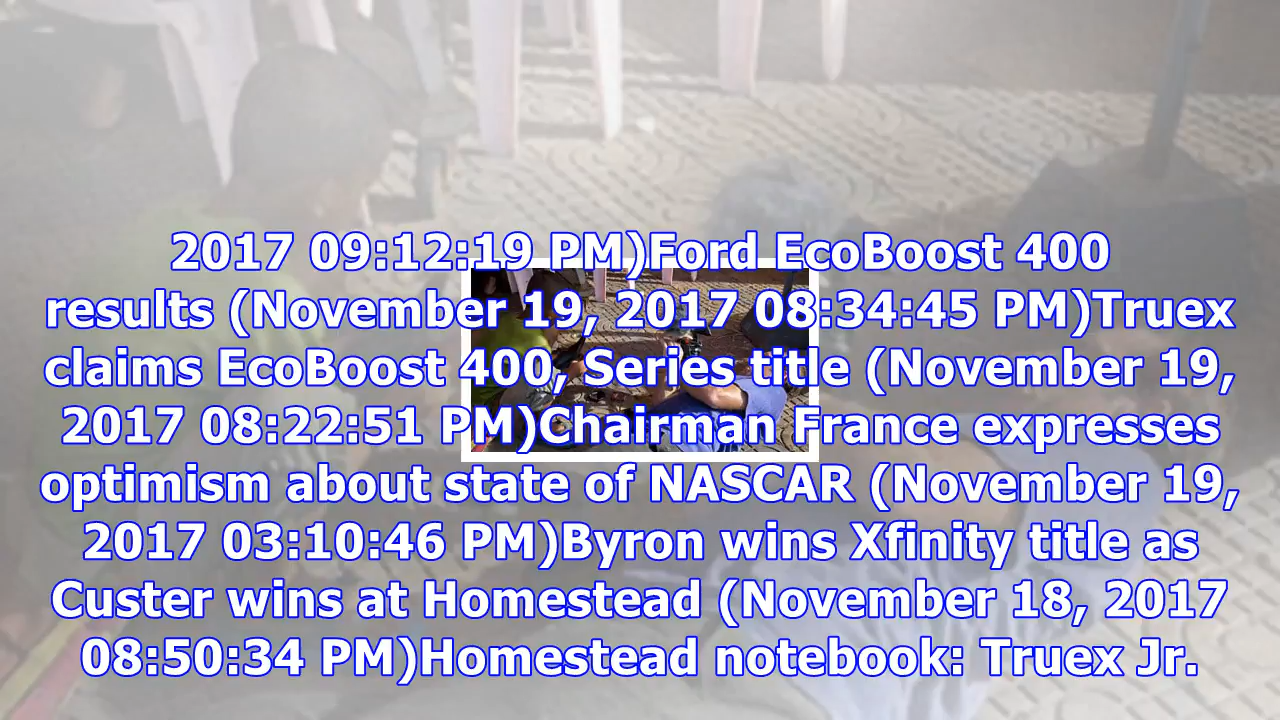 2017 09:12:19 PM)Ford EcoBoost 400
results (November 19, 2017 08:34:45 PM)Truex
claims EcoBoost 400, Series title (November 19,
2017 08:22:51 PM)Chairman France expresses
optimism about state of NASCAR (November 19,
2017 03:10:46 PM)Byron wins Xfinity title as
Custer wins at Homestead (November 18, 2017
08:50:34 PM)Homestead notebook: Truex Jr.